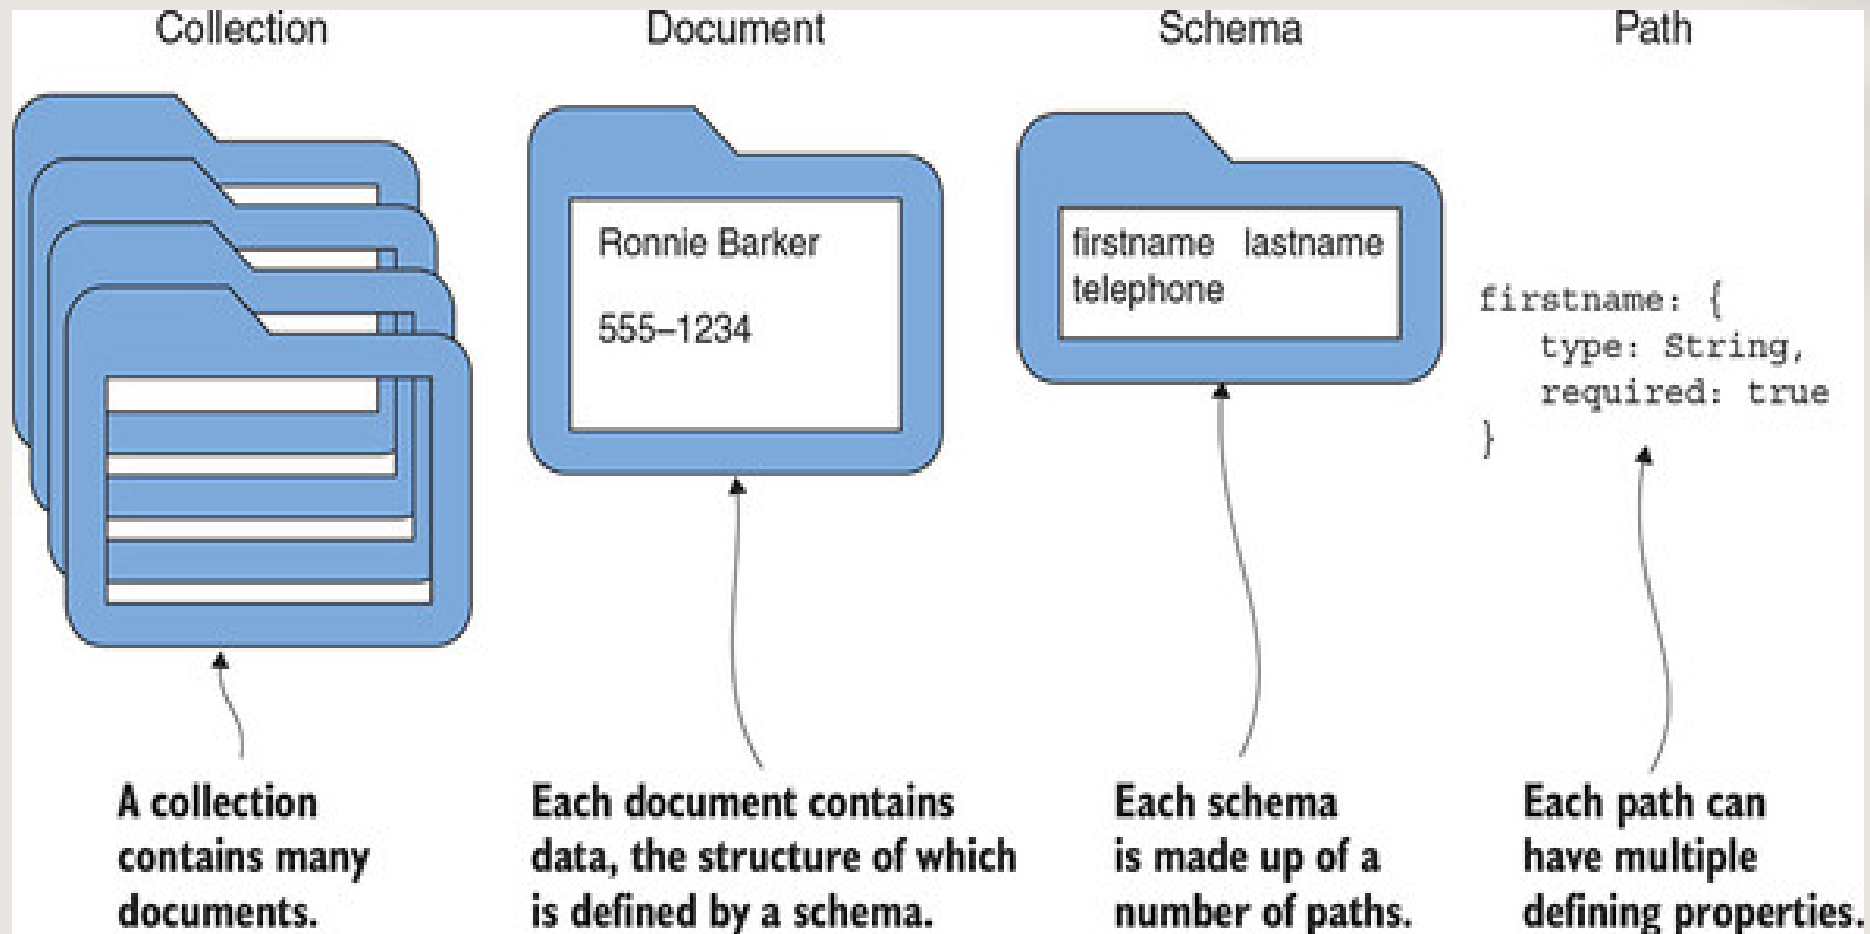 Collection
Document
Schema
Path
Ronnie Barker
555–1234
firstname lastname
telephone
firstname: {
type: String,
required: true
}
A collection
contains many
documents.
Each document contains
data, the structure of which
is defined by a schema.
Each schema
is made up of a
number of paths.
Each path can
have multiple
defining properties.